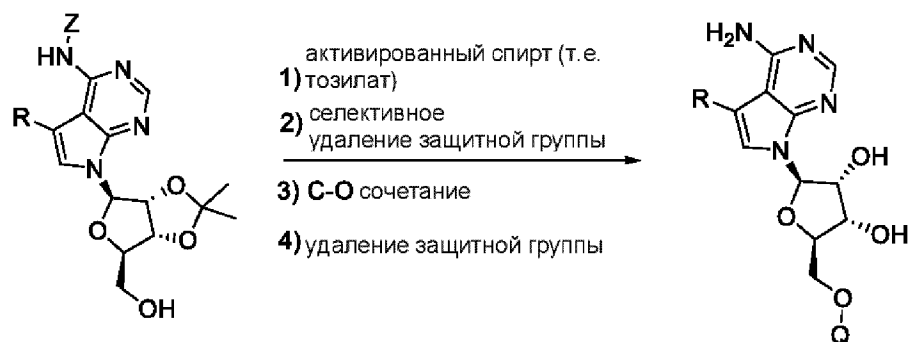 Z
HN
N
N
N
R
O
O
O
OH
активированный спирт (т.е.
1) тозилат)
2) селективное
удаление защитной группы
3) C-O сочетание
4) удаление защитной группы
H2N
N
N
N
R
OH
O
OH
O
Q